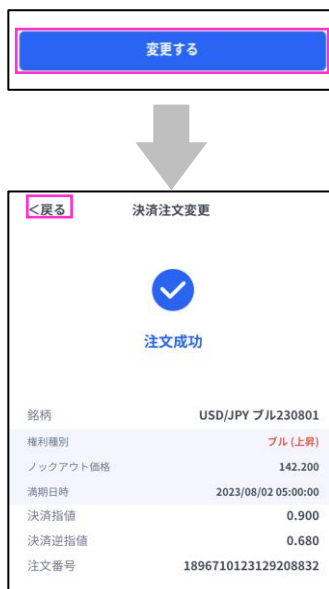 変更する
<戻る 決済注文変更
注文成功
銘柄 USD/JPY ブル230801
権利種別 ブル (上昇)
ノックアウト価格 142.200
満期日時 2023/08/02 05:00:00
決済指値 0.900
決済逆指値 0.680
注文番号 1896710123129208832